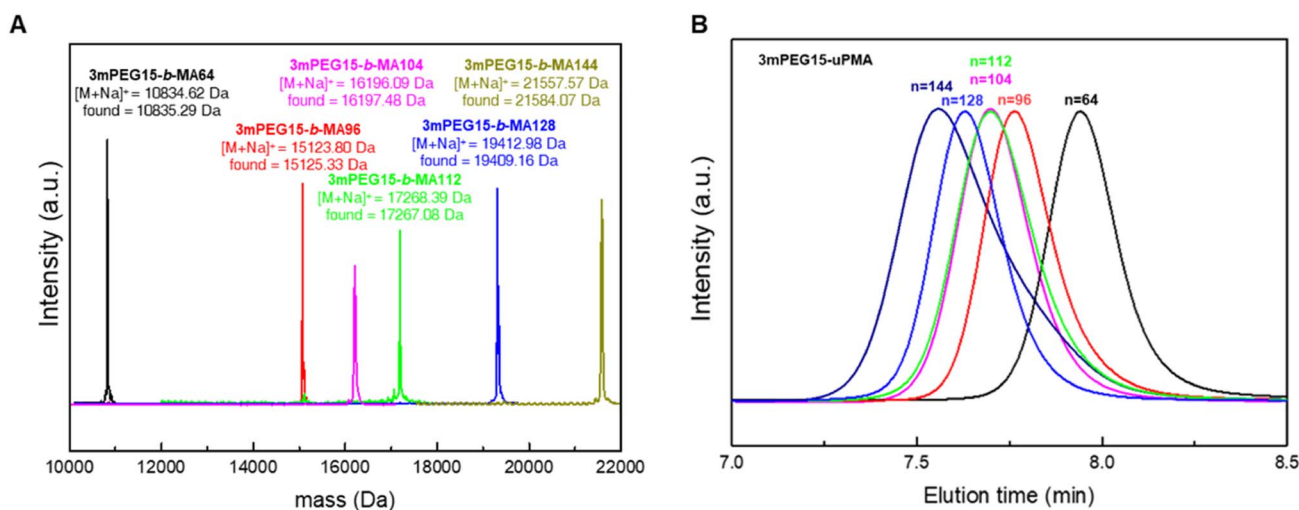 A
3mPEG15-b-MA64
[M+Na]⁺ = 10834.62 Da
found = 10835.29 Da
3mPEG15-b-MA104
[M+Na]⁺ = 16196.09 Da
found = 16197.48 Da
3mPEG15-b-MA144
[M+Na]⁺ = 21557.57 Da
found = 21584.07 Da
3mPEG15-b-MA96
[M+Na]⁺ = 15123.80 Da
found = 15125.33 Da
3mPEG15-b-MA128
[M+Na]⁺ = 19412.98 Da
found = 19409.16 Da
3mPEG15-b-MA112
[M+Na]⁺ = 17268.39 Da
found = 17267.08 Da
Intensity (a.u.)
10000 12000 14000 16000 18000 20000 22000
mass (Da)
B
3mPEG15-uPMA
n=112
n=104
n=144
n=128
n=96
n=64
Intensity (a.u.)
7.0 7.5 8.0 8.5
Elution time (min)